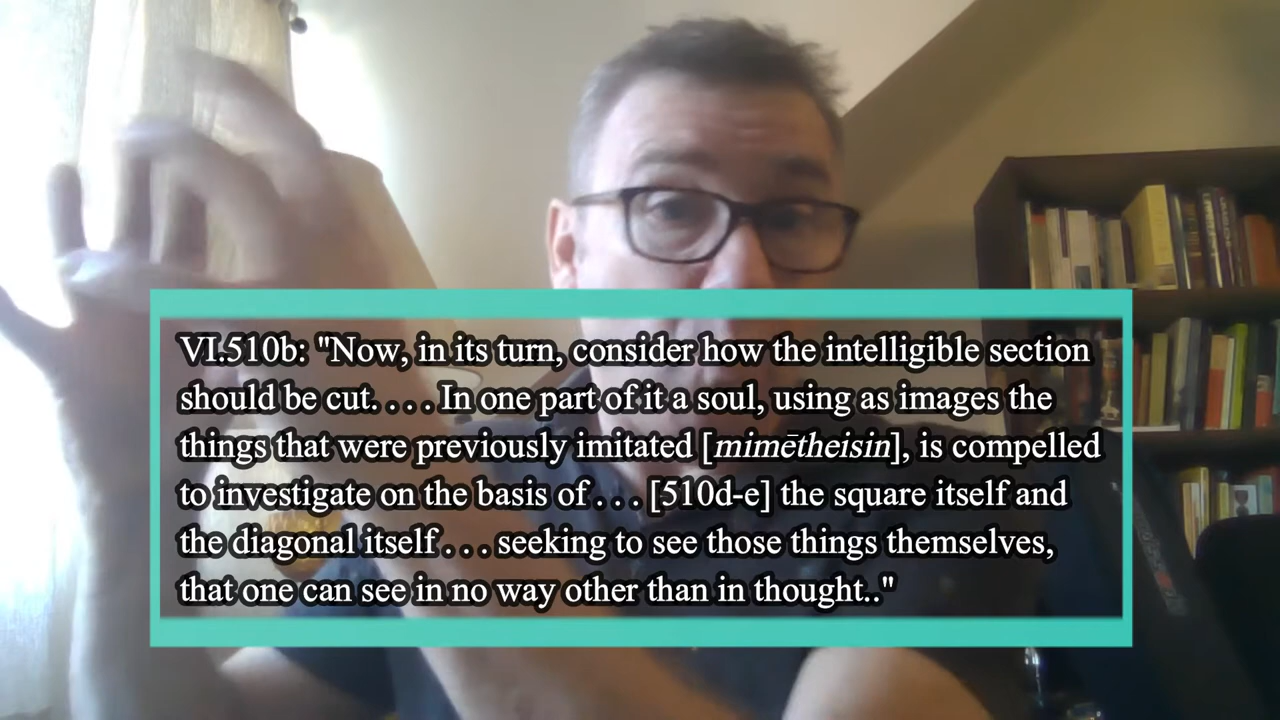 VI.510b: "Now, in its turn, consider how the intelligible section
should be cut. . . . In one part of it a soul, using as images the
things that were previously imitated [mimētheisin], is compelled
to investigate on the basis of . . . [510d-e] the square itself and
the diagonal itself . . . seeking to see those things themselves,
that one can see in no way other than in thought.."